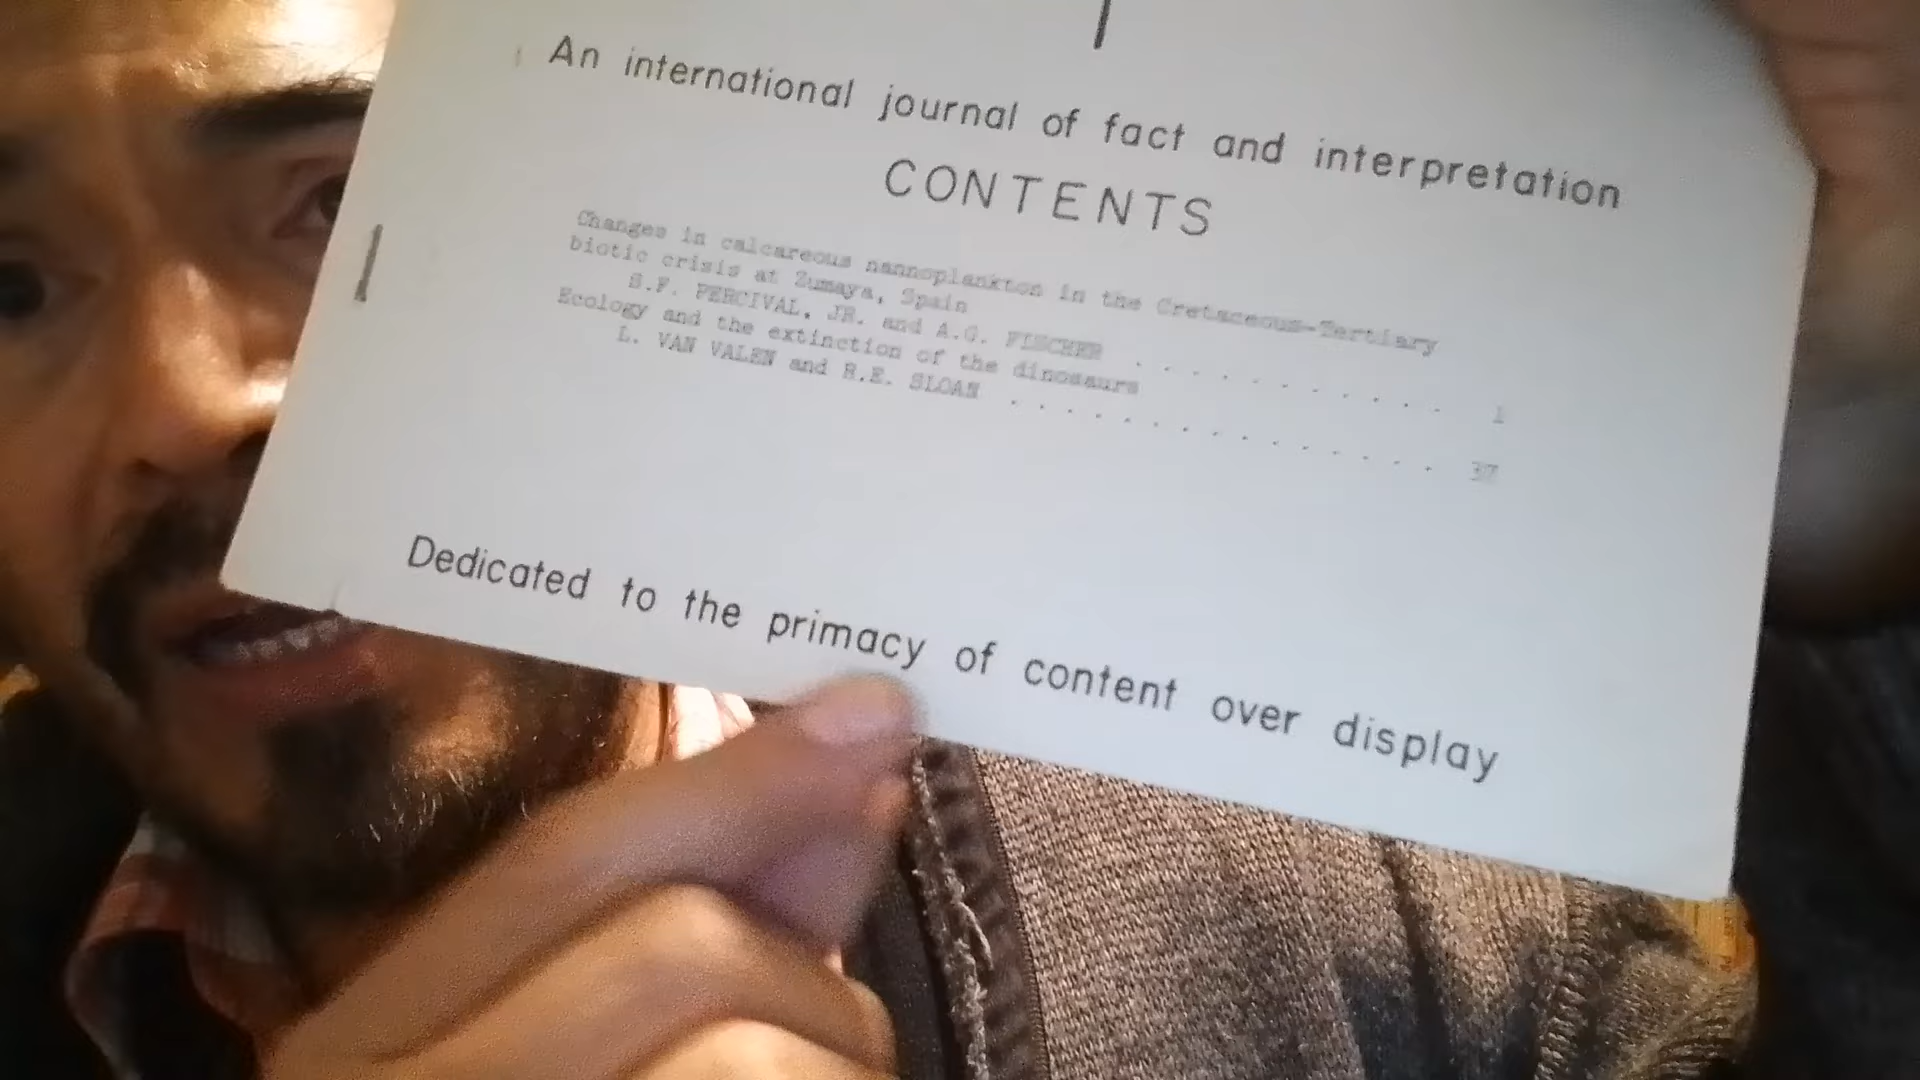 An international journal of fact and interpretation
CONTENTS
Changes in calcareous nannoplankton in the Cretaceous-Tertiary
biotic crisis at Zumaya, Spain
S.F. PERCIVAL, JR. and A.G. FISCHER . . . . . . . . . . . 1
Ecology and the extinction of the dinosaurs
L. VAN VALEN and R.E. SLOAN . . . . . . . . . . . . . . . 37
Dedicated to the primacy of content over display